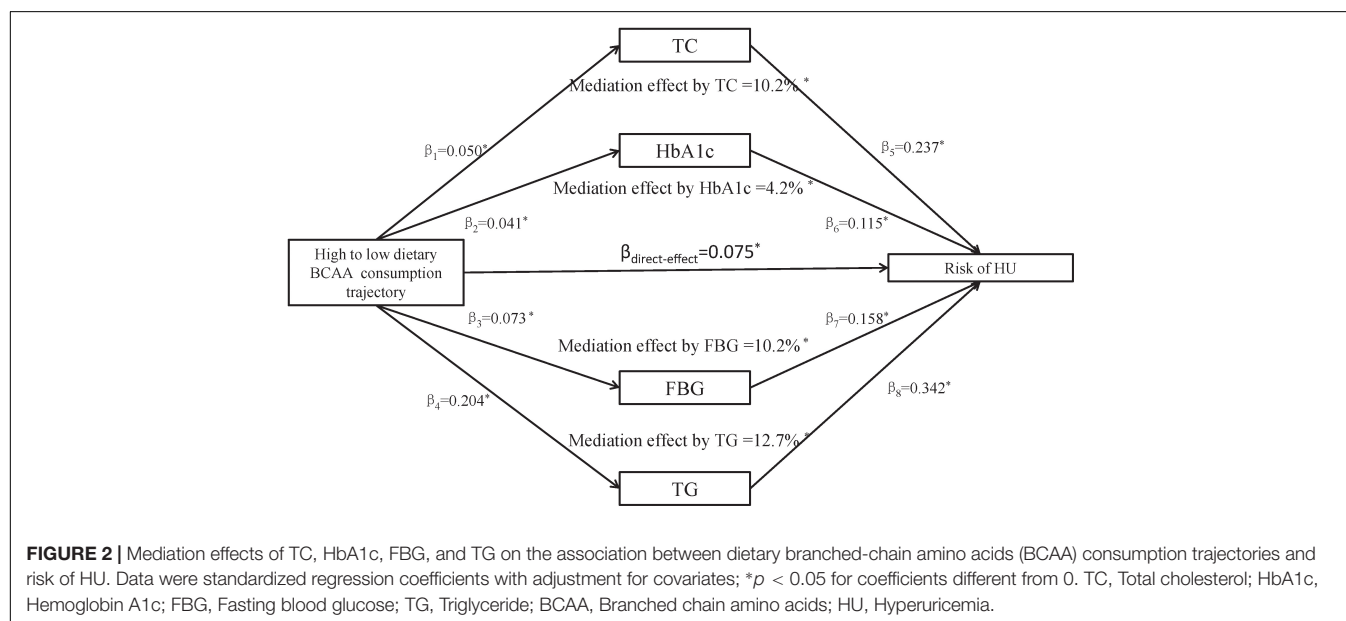 TC
Mediation effect by TC =10.2% *
β1=0.050*
β5=0.237*
HbA1c
Mediation effect by HbA1c =4.2% *
β2=0.041*
β6=0.115*
High to low dietary
BCAA consumption
trajectory
βdirect-effect=0.075*
Risk of HU
β3=0.073*
β7=0.158*
Mediation effect by FBG =10.2% *
FBG
β4=0.204*
β8=0.342*
Mediation effect by TG =12.7% *
TG
FIGURE 2 | Mediation effects of TC, HbA1c, FBG, and TG on the association between dietary branched-chain amino acids (BCAA) consumption trajectories and
risk of HU. Data were standardized regression coefficients with adjustment for covariates; *p < 0.05 for coefficients different from 0. TC, Total cholesterol; HbA1c,
Hemoglobin A1c; FBG, Fasting blood glucose; TG, Triglyceride; BCAA, Branched chain amino acids; HU, Hyperuricemia.